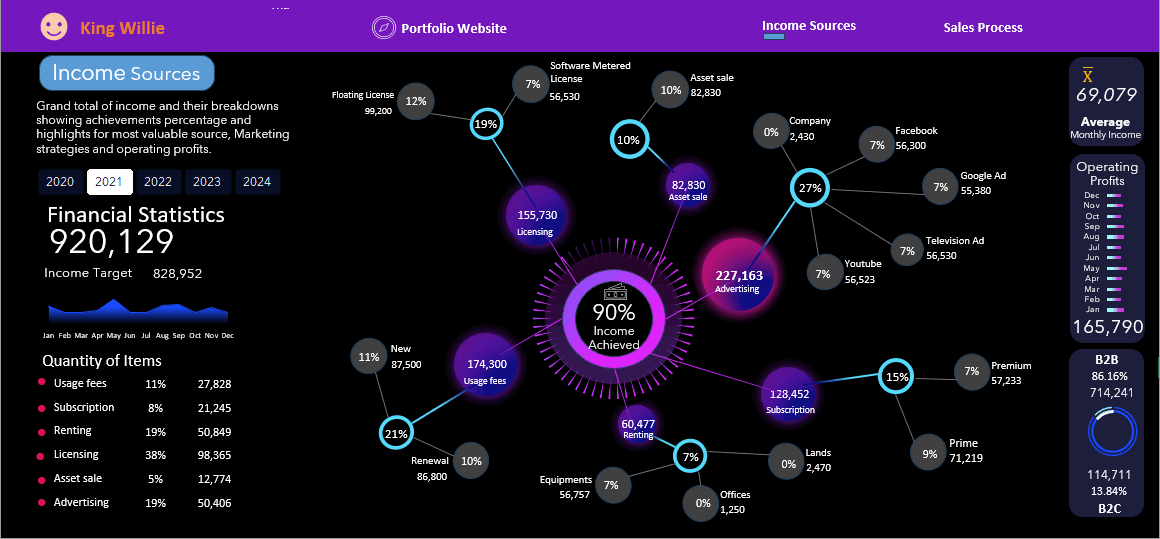 King Willie
Portfolio Website
Income Sources
Sales Process
Income Sources
Grand total of income and their breakdowns
showing achievements percentage and
highlights for most valuable source, Marketing
strategies and operating profits.
2020 2021 2022 2023 2024
Financial Statistics
920,129
Income Target 828,952
Jan Feb Mar Apr May Jun Jul Aug Sep Oct Nov Dec
Quantity of Items
Usage fees 11% 27,828
Subscription 8% 21,245
Renting 19% 50,849
Licensing 38% 98,365
Asset sale 5% 12,774
Advertising 19% 50,406
Floating License
99,200
12%
7%
Software Metered
License
56,530
19%
155,730
Licensing
10%
Asset sale
82,830
10%
82,830
Asset sale
0%
Company
2,430
7%
Facebook
56,300
7%
Google Ad
55,380
7%
Television Ad
56,530
7%
Youtube
56,523
27%
227,163
Advertising
90%
Income
Achieved
11%
New
87,500
174,300
Usage fees
21%
Renewal
86,800
10%
60,477
Renting
7%
Equipments
56,757
7%
0%
Offices
1,250
0%
Lands
2,470
128,452
Subscription
15%
7%
Premium
57,233
9%
Prime
71,219
X
69,079
Average
Monthly Income
Operating
Profits
Dec
Nov
Oct
Sep
Aug
Jul
Jun
May
Apr
Mar
Feb
Jan
165,790
B2B
86.16%
714,241
114,711
13.84%
B2C